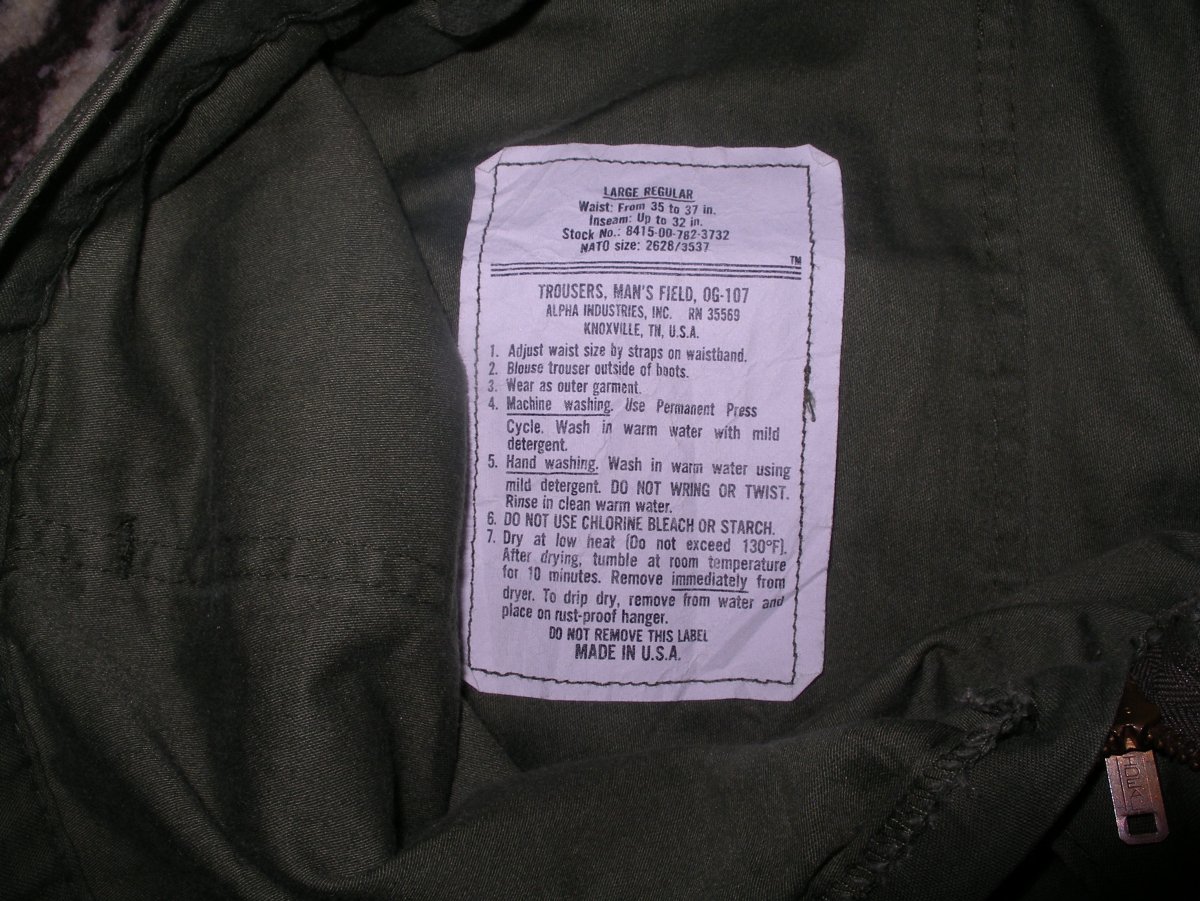 LARGE REGULAR
Waist: From 35 to 37 in.
Inseam: Up to 32 in.
Stock No.: 8415-00-782-3732
NATO size: 2628/3537
TM
TROUSERS, MAN'S FIELD, OG-107
ALPHA INDUSTRIES, INC. RN 35569
KNOXVILLE, TN, U.S.A.
1. Adjust waist size by straps on waistband.
2. Blouse trouser outside of boots.
3. Wear as outer garment.
4. Machine washing. Use Permanent Press
Cycle. Wash in warm water with mild
detergent.
5. Hand washing. Wash in warm water using
mild detergent. DO NOT WRING OR TWIST.
Rinse in clean warm water.
6. DO NOT USE CHLORINE BLEACH OR STARCH.
7. Dry at low heat (Do not exceed 130°F).
After drying, tumble at room temperature
for 10 minutes. Remove immediately from
dryer. To drip dry, remove from water and
place on rust-proof hanger.
DO NOT REMOVE THIS LABEL
MADE IN U.S.A.